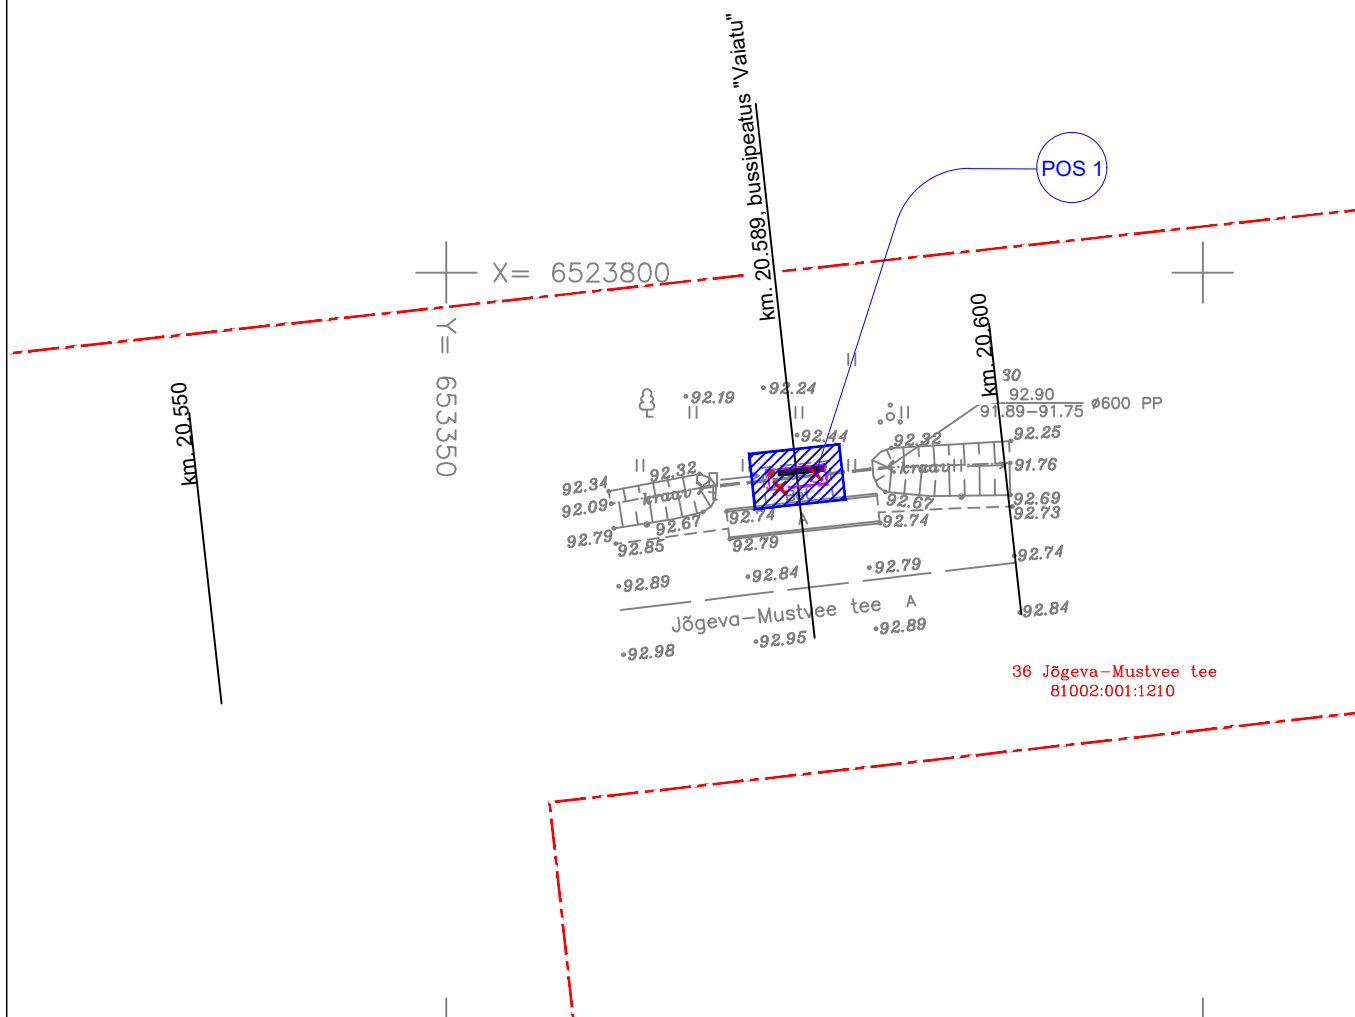 km. 20.589, bussipeatus "Vaiatu"
POS 1
X= 6523800
Y= 653350
km. 20.550
km. 20.600
30
92.90
91.89-91.75
ø600 PP
92.19
92.24
92.44
92.32
92.25
92.34
92.32
kraav
kraav
91.76
92.09
92.67
92.67
92.69
92.73
92.79
92.85
92.74
A
92.74
92.79
92.74
92.89
92.84
92.79
Jõgeva-Mustvee tee
A
92.84
92.98
92.95
92.89
36 Jõgeva-Mustvee tee
81002:001:1210